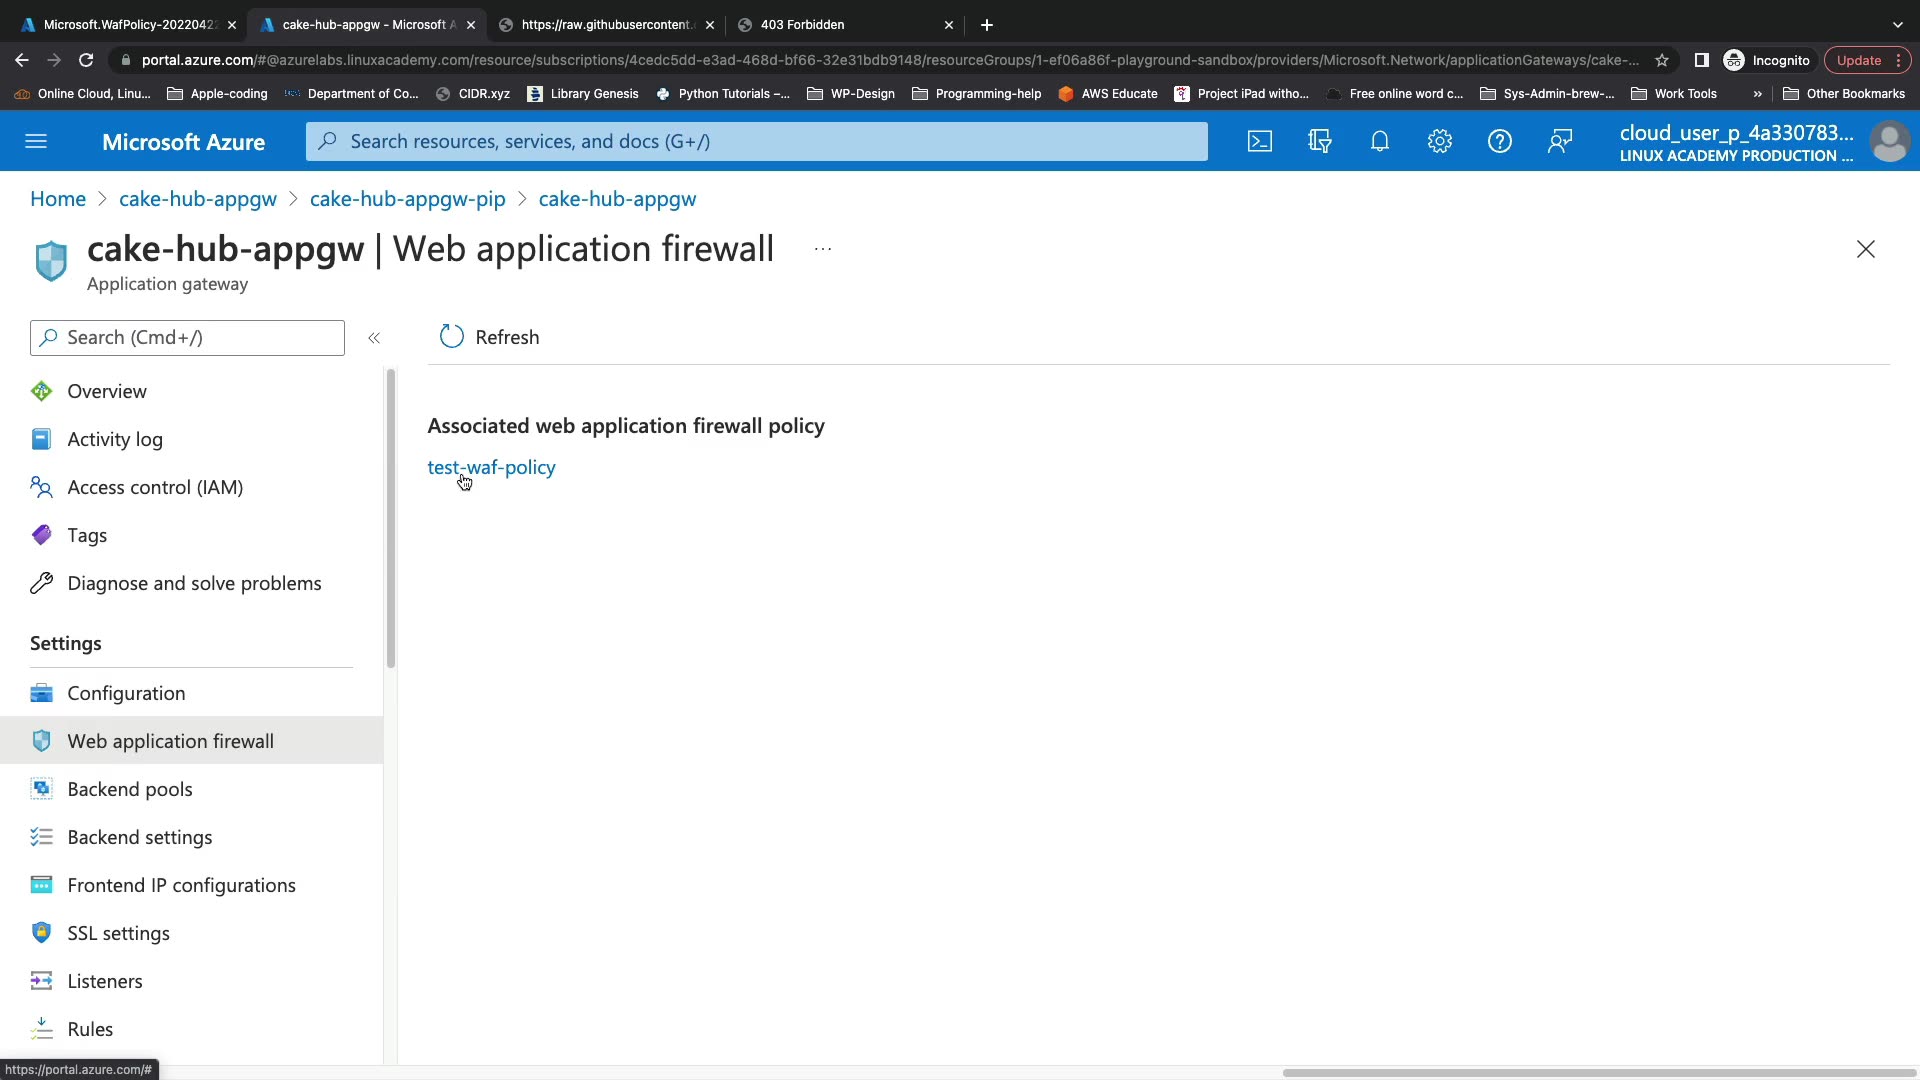 Microsoft.WafPolicy-2022042
cake-hub-appgw - Microsoft A
https://raw.githubusercontent.
403 Forbidden
portal.azure.com/#@azurelabs.linuxacademy.com/resource/subscriptions/4cedc5dd-e3ad-468d-bf66-32e31bdb9148/resourceGroups/1-ef06a86f-playground-sandbox/providers/Microsoft.Network/applicationGateways/cake-...
Incognito
Update
Online Cloud, Linu...
Apple-coding
Department of Co...
CIDR.xyz
Library Genesis
Python Tutorials –...
WP-Design
Programming-help
AWS Educate
Project iPad witho...
Free online word c...
Sys-Admin-brew-...
Work Tools
»
Other Bookmarks
Microsoft Azure
Search resources, services, and docs (G+/)
cloud_user_p_4a330783...
LINUX ACADEMY PRODUCTION ...
Home > cake-hub-appgw > cake-hub-appgw-pip > cake-hub-appgw
cake-hub-appgw | Web application firewall ...
Application gateway
Search (Cmd+/)
«
Refresh
Overview
Activity log
Access control (IAM)
Tags
Diagnose and solve problems
Settings
Configuration
Web application firewall
Backend pools
Backend settings
Frontend IP configurations
SSL settings
Listeners
Rules
Associated web application firewall policy
test-waf-policy
https://portal.azure.com/#